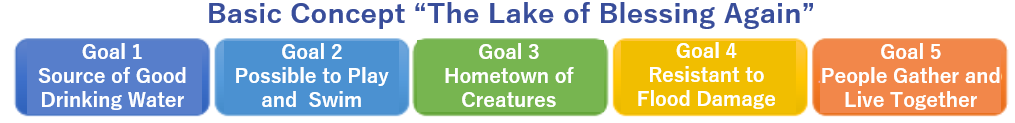 Basic Concept “The Lake of Blessing Again”
Goal 1
Source of Good
Drinking Water
Goal 2
Possible to Play
and Swim
Goal 3
Hometown of
Creatures
Goal 4
Resistant to
Flood Damage
Goal 5
People Gather and
Live Together